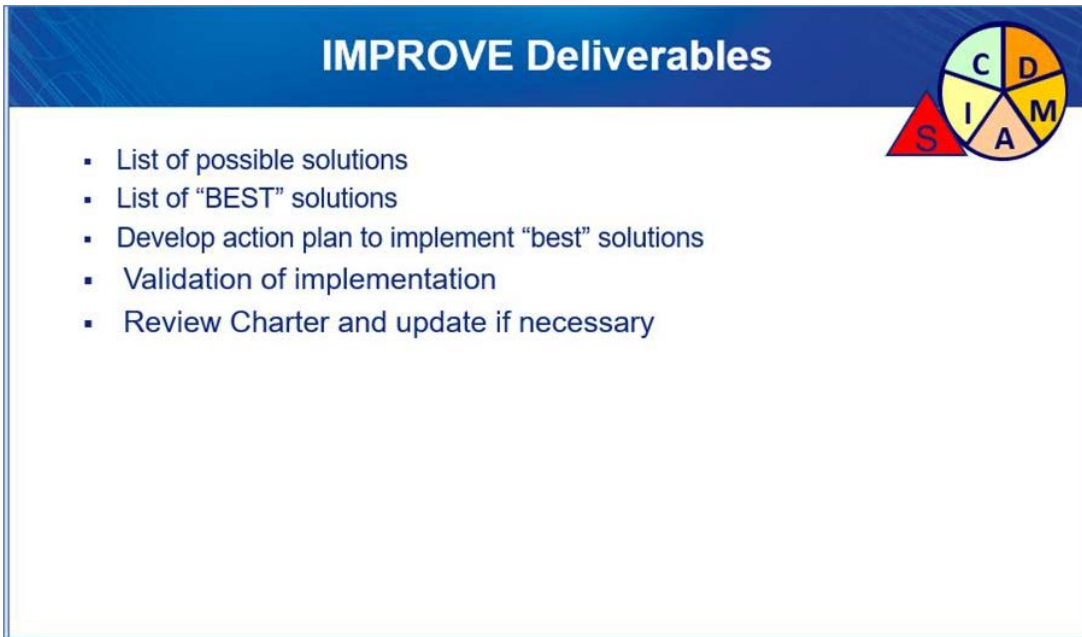 IMPROVE Deliverables
C D
I M
S A
▪ List of possible solutions
▪ List of “BEST” solutions
▪ Develop action plan to implement “best” solutions
▪ Validation of implementation
▪ Review Charter and update if necessary